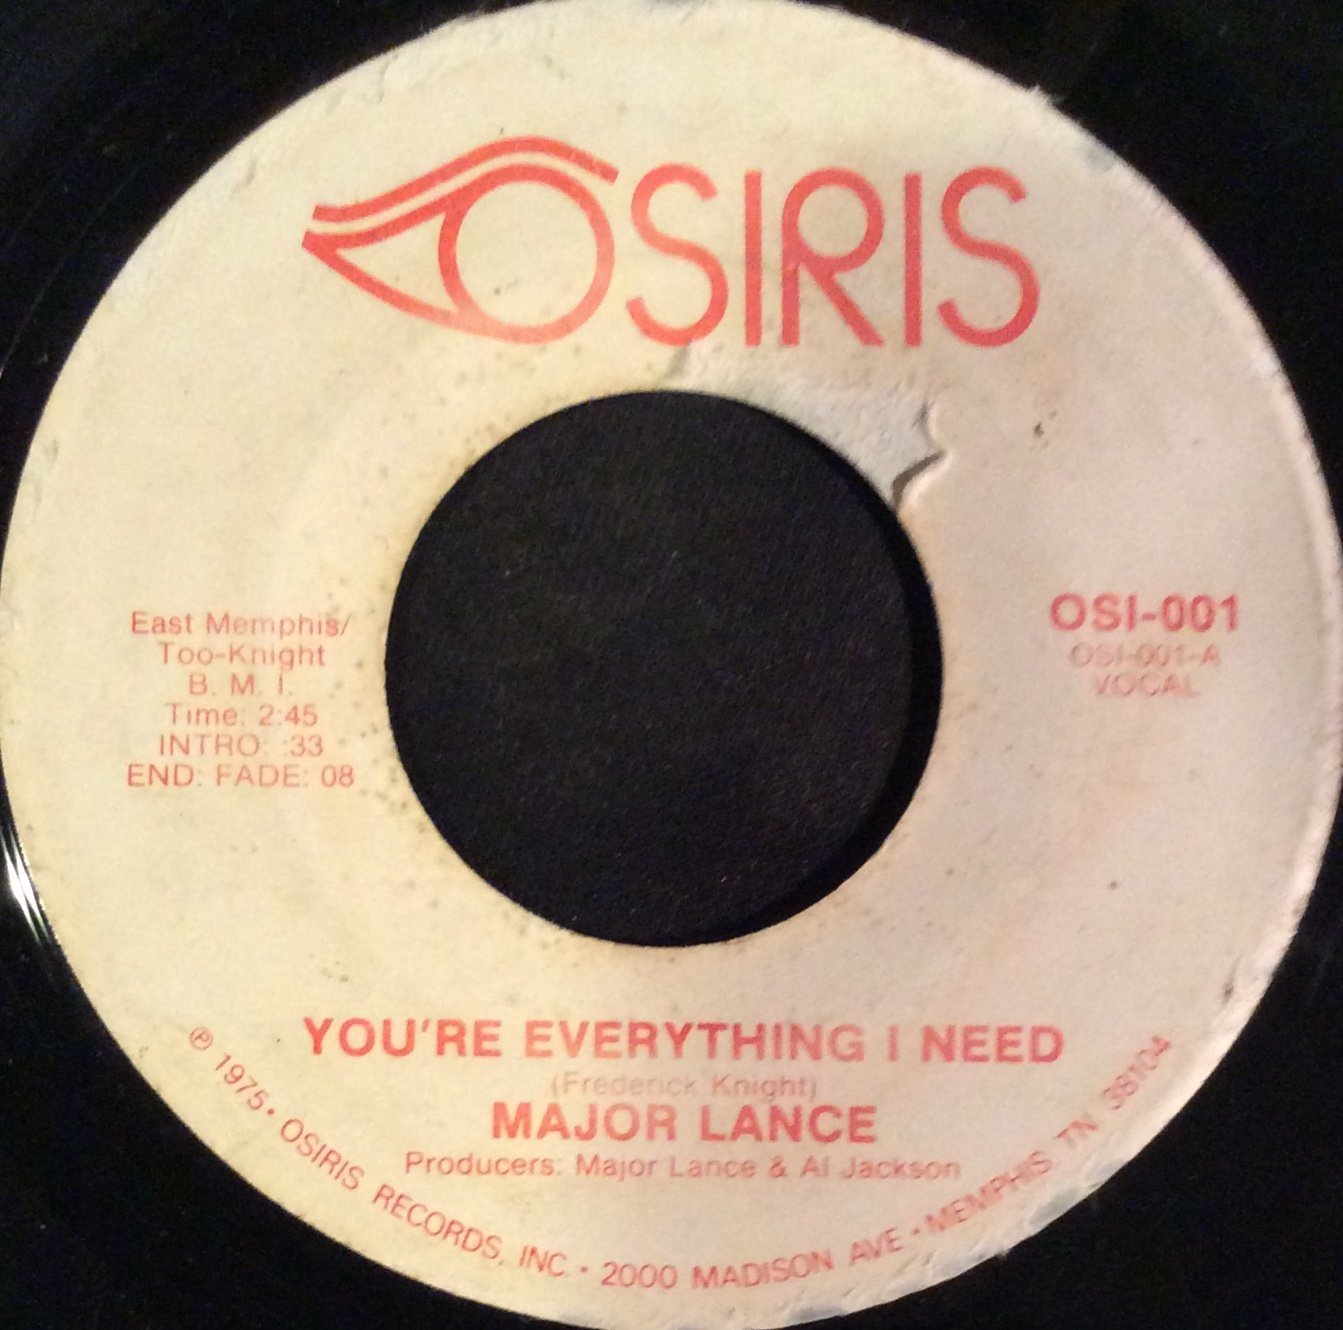 OSIRIS
East Memphis/
Too-Knight
B. M. I.
Time: 2:45
INTRO: :33
END: FADE: 08
OSI-001
OSI-001-A
VOCAL
YOU'RE EVERYTHING I NEED
(Frederick Knight)
MAJOR LANCE
Producers: Major Lance & Al Jackson
℗ 1975 • OSIRIS RECORDS, INC. • 2000 MADISON AVE • MEMPHIS, TN 38104